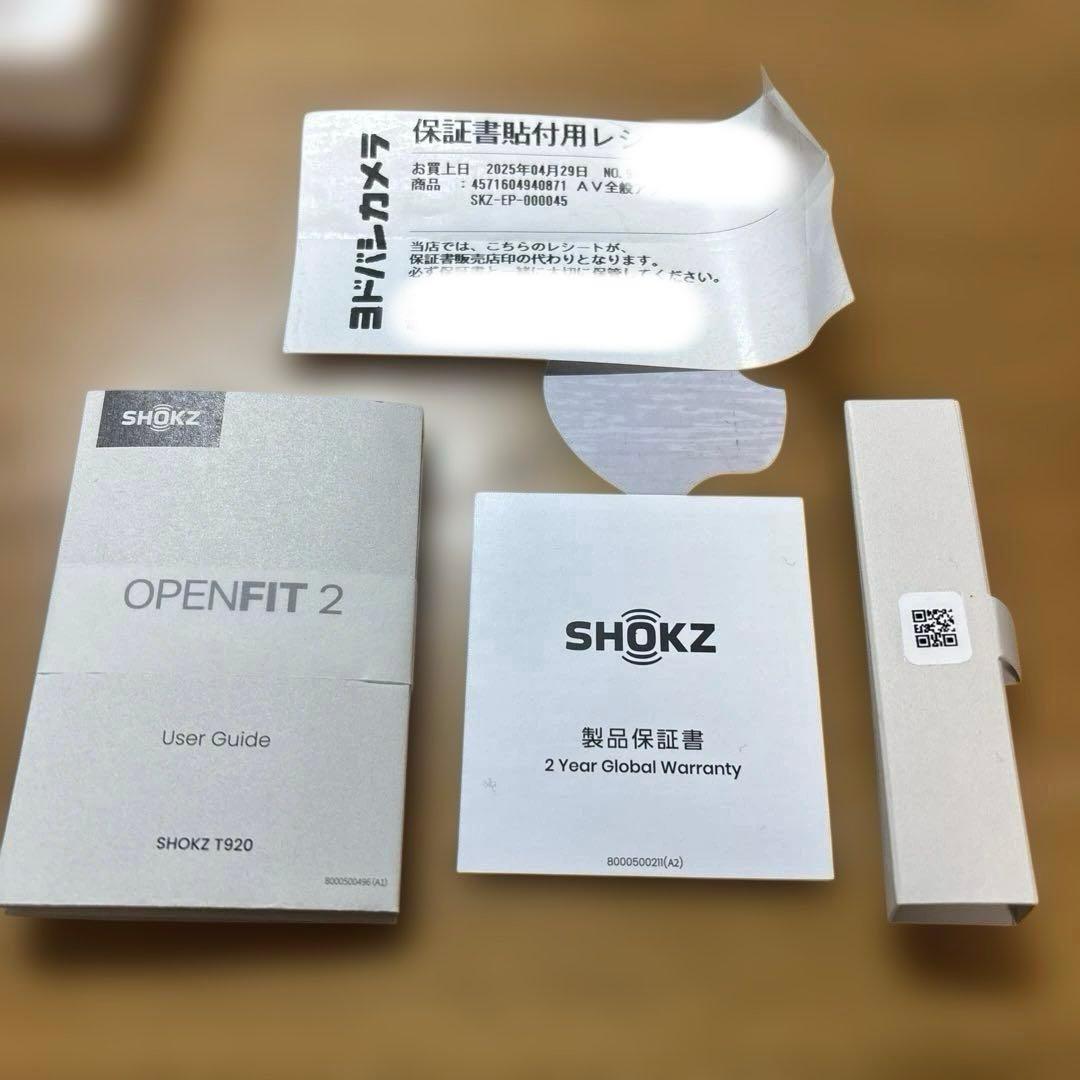 ヨドバシカメラ
保証書貼付用レシ
お買上日 2025年04月29日 NO.
商品 :4571604940871 AV全般
SKZ-EP-000045
当店では、こちらのレシートが、
保証書販売店印の代わりとなります。
必ず保証書と一緒に大切に保管してください。
SHOKZ
OPENFIT 2
User Guide
SHOKZ T920
8000500496(A1)
SHOKZ
製品保証書
2 Year Global Warranty
8000500211(A2)